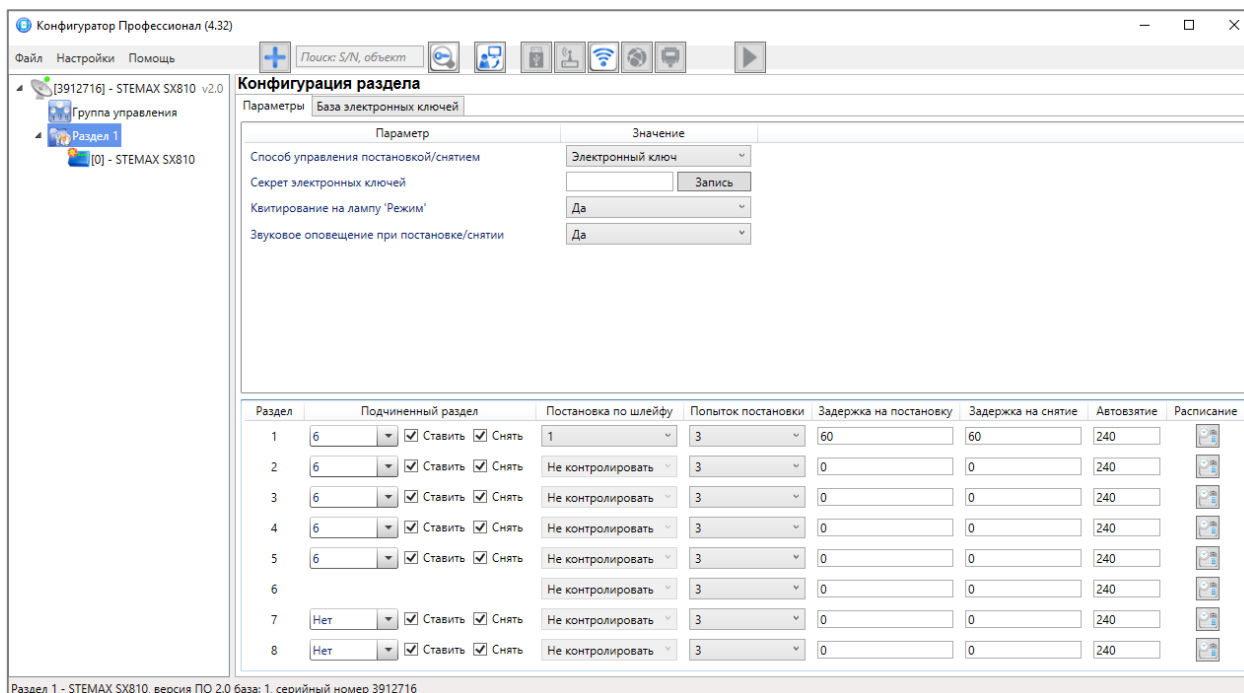 Конфигуратор Профессионал (4.32)
Файл Настройки Помощь Поиск: S/N, объект
[3912716] - STEMAX SX810 v2.0
Группа управления
Раздел 1
[0] - STEMAX SX810
Конфигурация раздела
Параметры База электронных ключей
Параметр Значение
Способ управления постановкой/снятием Электронный ключ
Секрет электронных ключей Запись
Квитирование на лампу 'Режим' Да
Звуковое оповещение при постановке/снятии Да
Раздел Подчиненный раздел Постановка по шлейфу Попыток постановки Задержка на постановку Задержка на снятие Автовзятие Расписание
1 6 Ставить Снять 1 3 60 60 240
2 6 Ставить Снять Не контролировать 3 0 0 240
3 6 Ставить Снять Не контролировать 3 0 0 240
4 6 Ставить Снять Не контролировать 3 0 0 240
5 6 Ставить Снять Не контролировать 3 0 0 240
6 Не контролировать 3 0 0 240
7 Нет Ставить Снять Не контролировать 3 0 0 240
8 Нет Ставить Снять Не контролировать 3 0 0 240
Раздел 1 - STEMAX SX810, версия ПО 2.0 база: 1, серийный номер 3912716